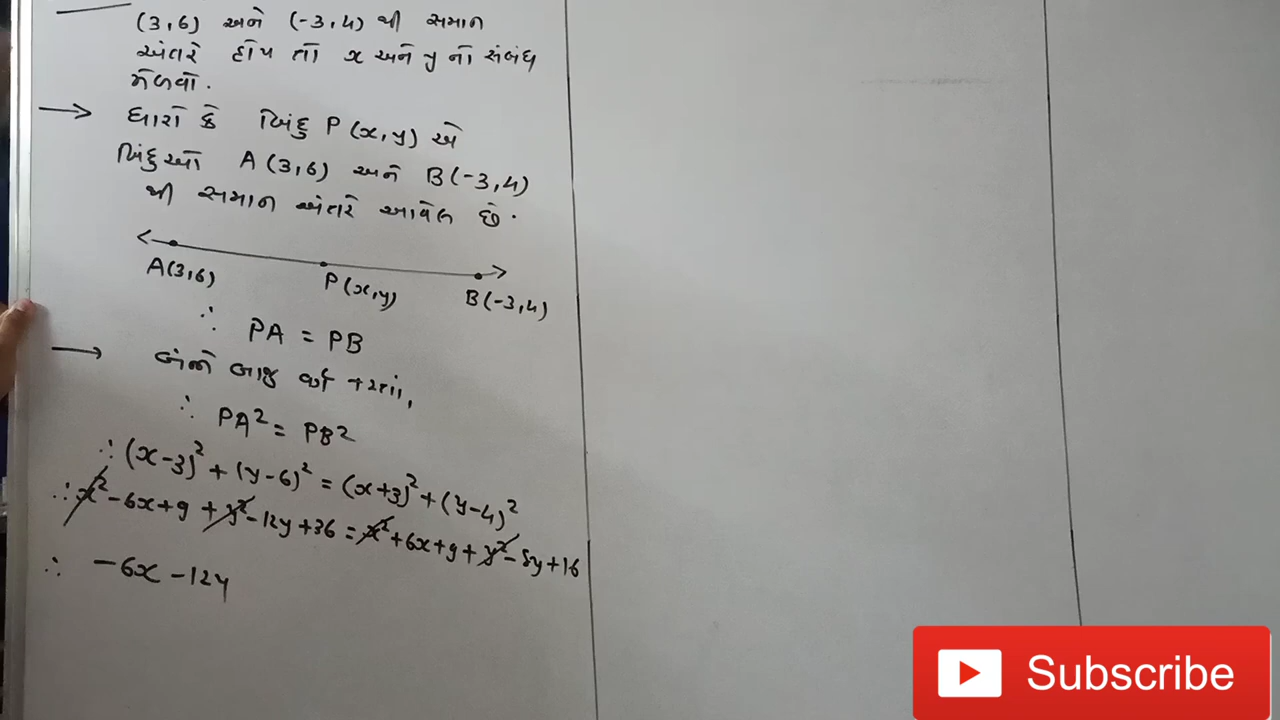 (3,6) અને (-3,4) થી સમાન
અંતરે હોય તો x અને y નો સંબંધ
મેળવો.
ધારો કે બિંદુ P(x,y) એ
બિંદુઓ A(3,6) અને B(-3,4)
થી સમાન અંતરે આવેલ છે.
A(3,6) P(x,y) B(-3,4)
∴ PA = PB
બંને બાજુ વર્ગ કરતાં,
∴ PA² = PB²
∴ (x-3)² + (y-6)² = (x+3)² + (y-4)²
∴ x² - 6x + 9 + y² - 12y + 36 = x² + 6x + 9 + y² - 8y + 16
∴ -6x - 12y
Subscribe